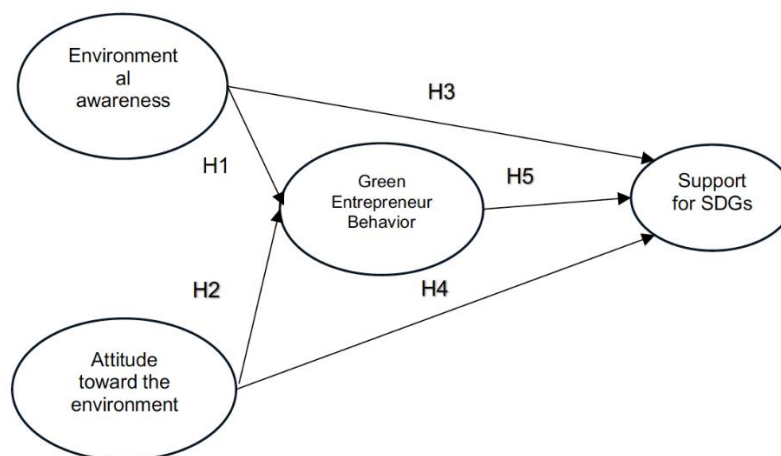 Environment
al
awareness
H3
H1
Green
Entrepreneur
Behavior
H5
Support
for SDGs
H2
H4
Attitude
toward the
environment